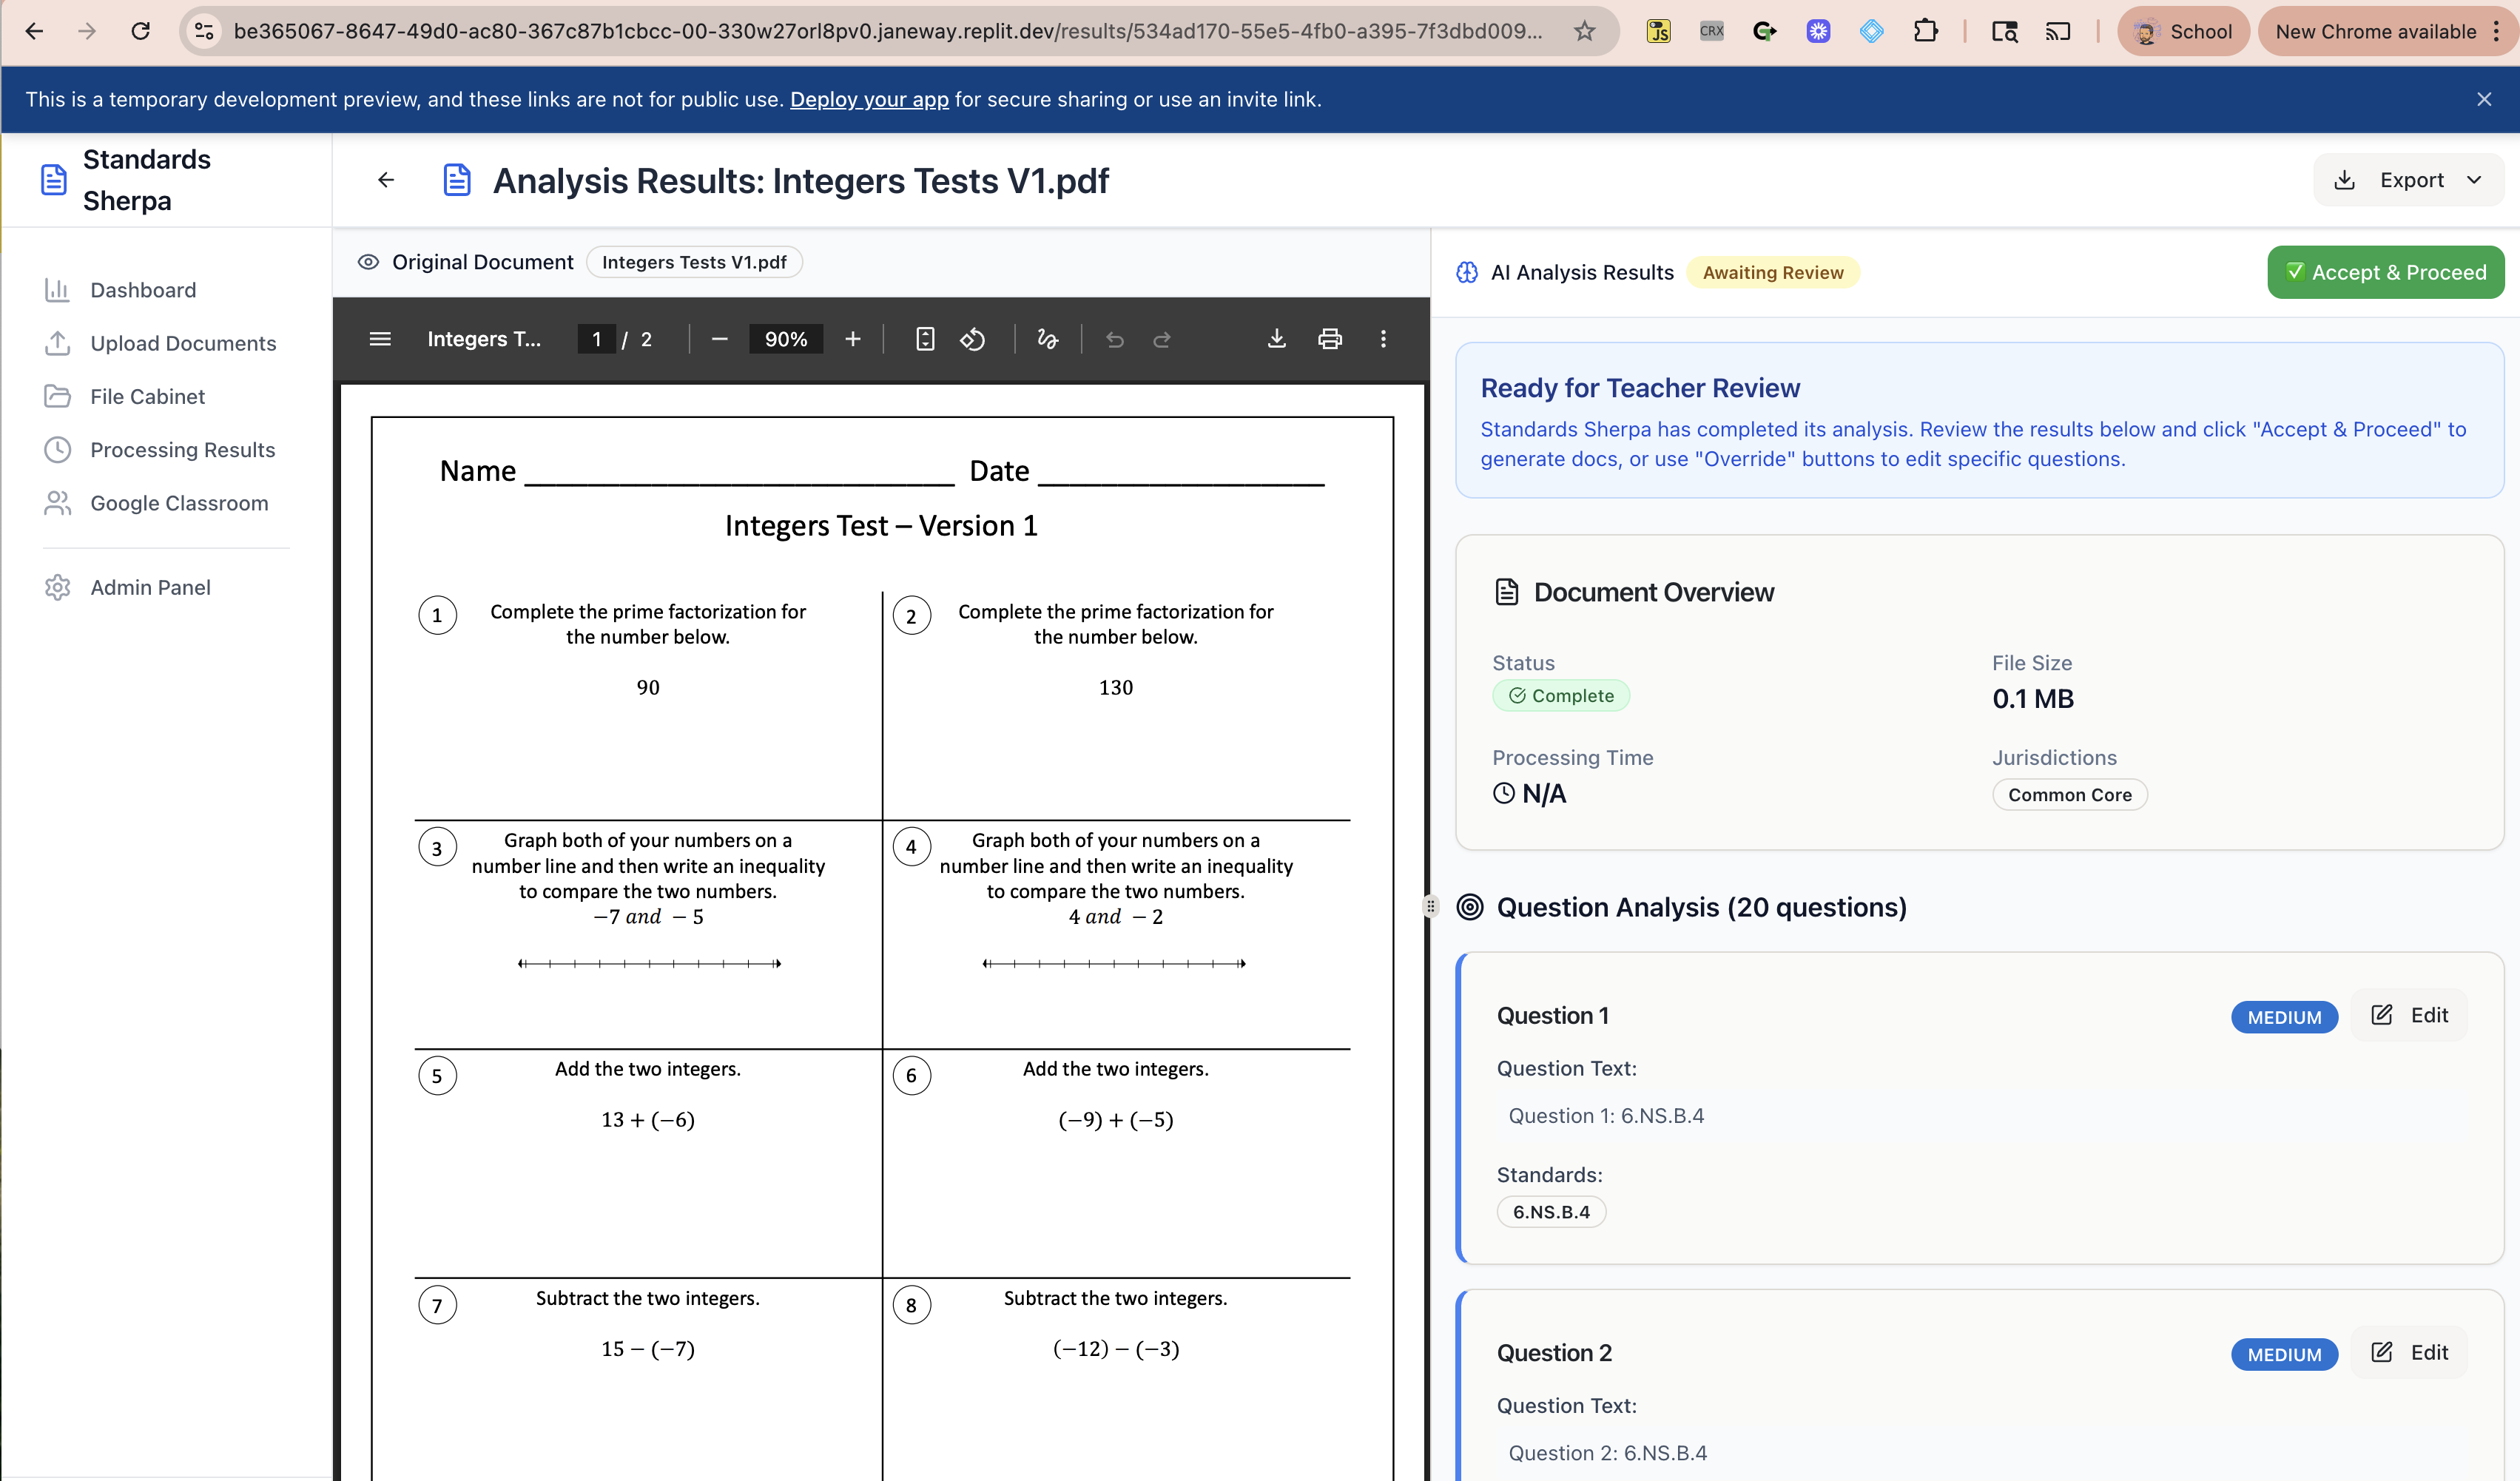 be365067-8647-49d0-ac80-367c87b1cbcc-00-330w27orl8pv0.janeway.replit.dev/results/534ad170-55e5-4fb0-a395-7f3dbd009...
JS
CRX
School
New Chrome available
This is a temporary development preview, and these links are not for public use. Deploy your app for secure sharing or use an invite link.
Standards
Sherpa
Dashboard
Upload Documents
File Cabinet
Processing Results
Google Classroom
Admin Panel
Analysis Results: Integers Tests V1.pdf
Export
Original Document
Integers Tests V1.pdf
Integers T...
1 / 2
90%
Name Date
Integers Test – Version 1
1 Complete the prime factorization for
the number below.
90
2 Complete the prime factorization for
the number below.
130
3 Graph both of your numbers on a
number line and then write an inequality
to compare the two numbers.
−7 and − 5
4 Graph both of your numbers on a
number line and then write an inequality
to compare the two numbers.
4 and − 2
5 Add the two integers.
13 + (−6)
6 Add the two integers.
(−9) + (−5)
7 Subtract the two integers.
15 − (−7)
8 Subtract the two integers.
(−12) − (−3)
AI Analysis Results
Awaiting Review
✅ Accept & Proceed
Ready for Teacher Review
Standards Sherpa has completed its analysis. Review the results below and click "Accept & Proceed" to
generate docs, or use "Override" buttons to edit specific questions.
Document Overview
Status
Complete
File Size
0.1 MB
Processing Time
N/A
Jurisdictions
Common Core
Question Analysis (20 questions)
Question 1
MEDIUM
Edit
Question Text:
Question 1: 6.NS.B.4
Standards:
6.NS.B.4
Question 2
MEDIUM
Edit
Question Text:
Question 2: 6.NS.B.4